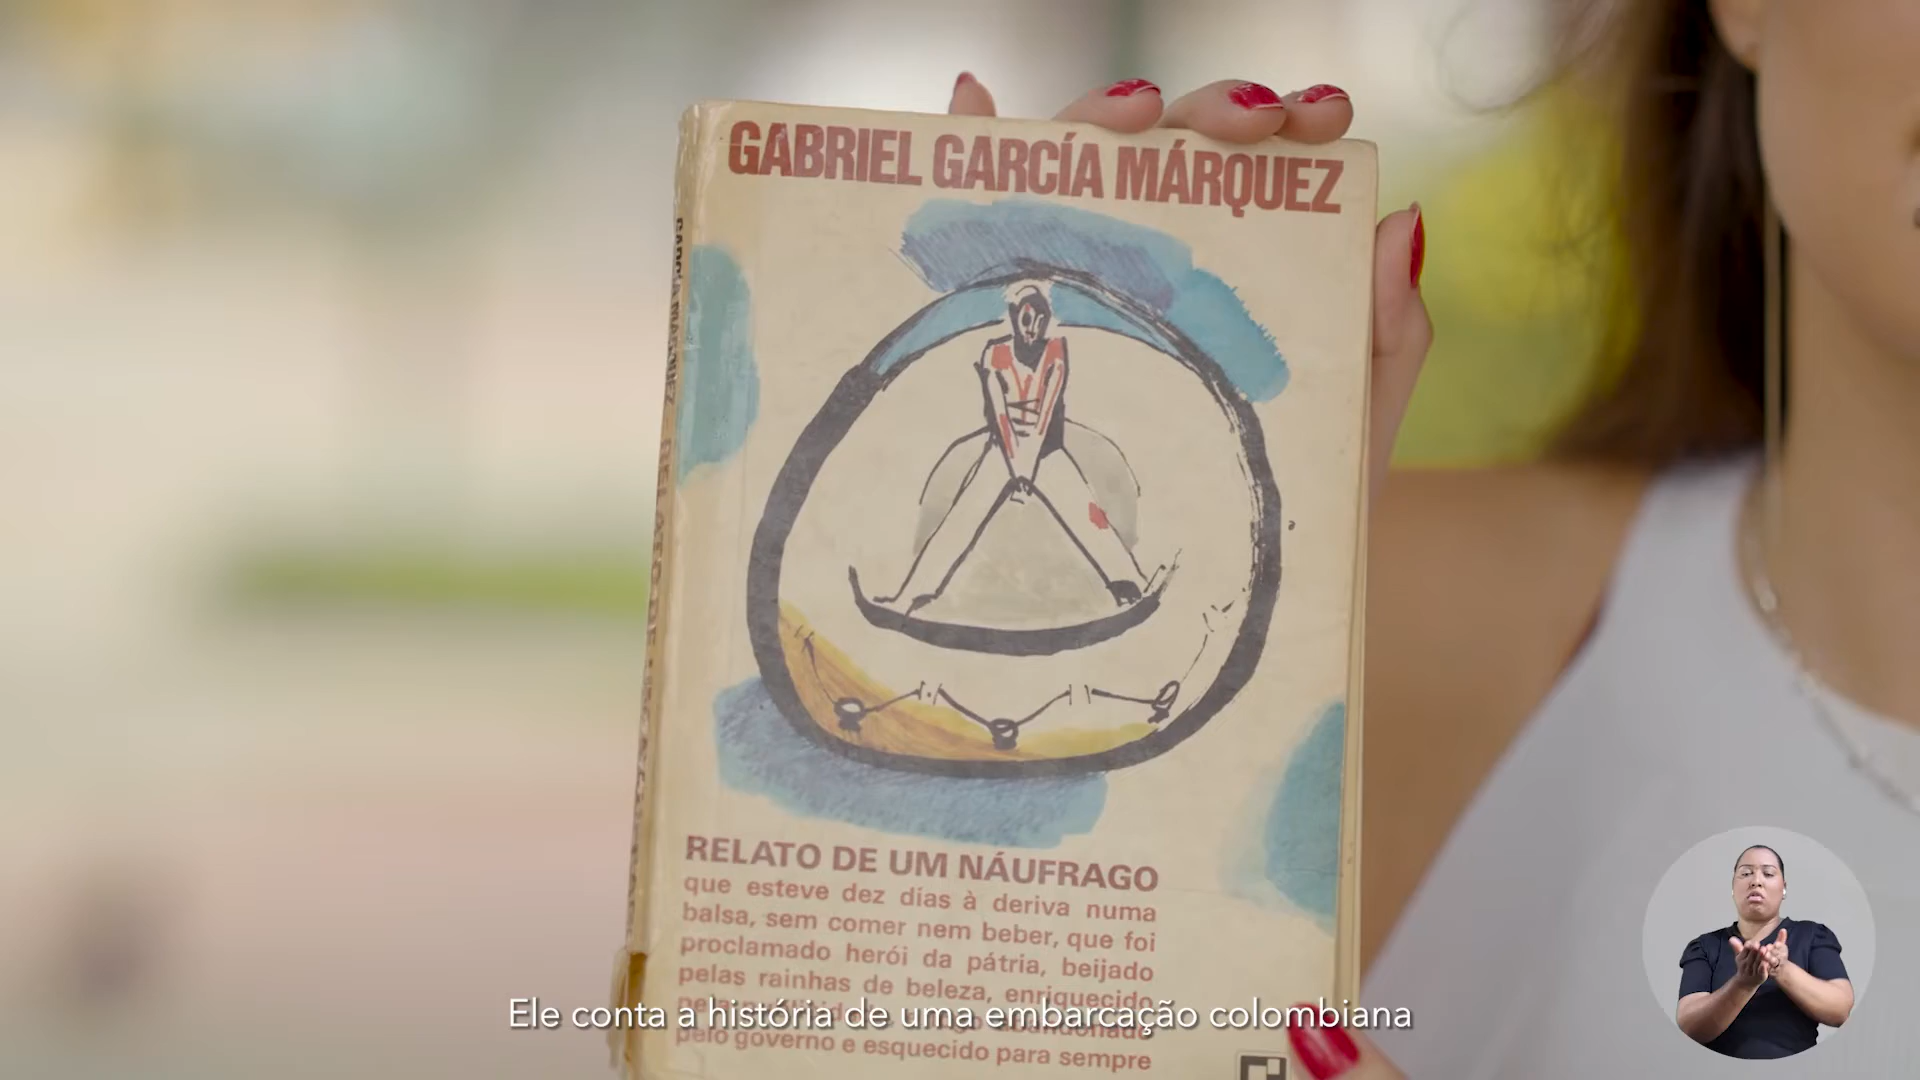 GABRIEL GARCÍA MÁRQUEZ
RELATO DE UM NÁUFRAGO
que esteve dez dias à deriva numa
balsa, sem comer nem beber, que foi
proclamado herói da pátria, beijado
pelas rainhas de beleza, enriquecido
pelo governo e esquecido para sempre
Ele conta a história de uma embarcação colombiana